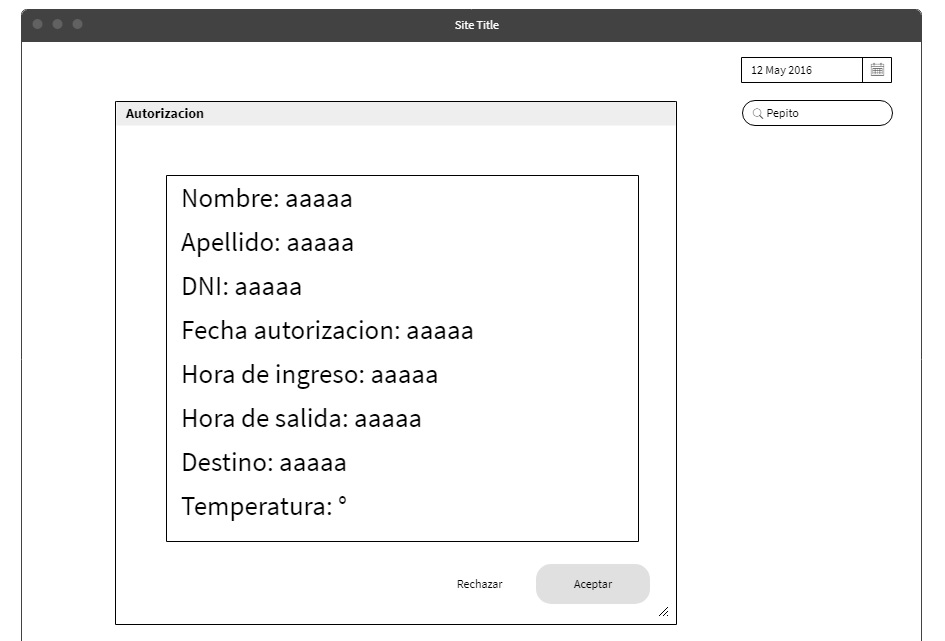 Site Title
12 May 2016
Pepito
Autorizacion
Nombre: aaaaa
Apellido: aaaaa
DNI: aaaaa
Fecha autorizacion: aaaaa
Hora de ingreso: aaaaa
Hora de salida: aaaaa
Destino: aaaaa
Temperatura: °
Rechazar
Aceptar